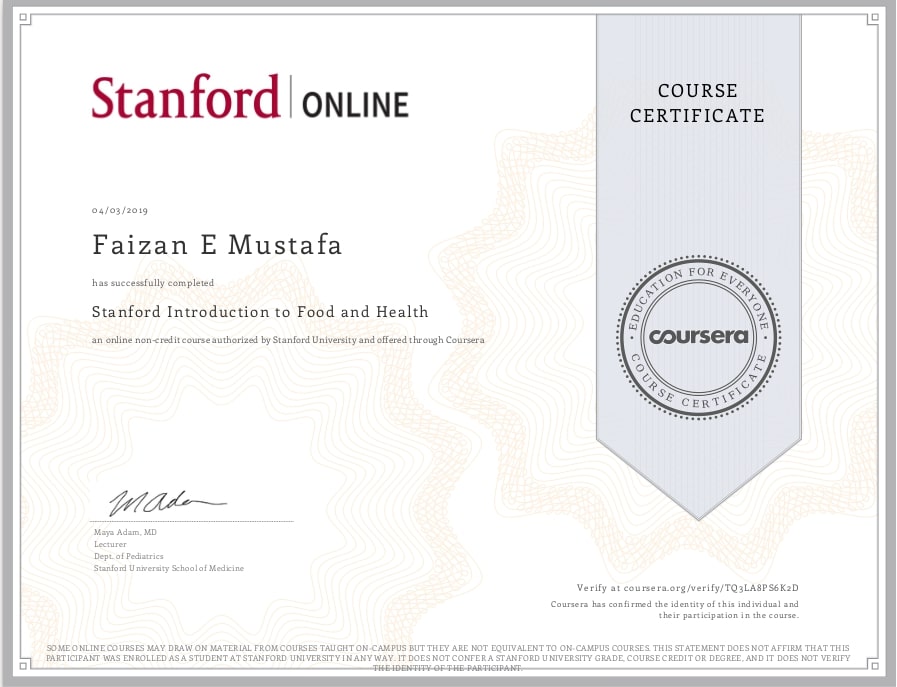 Stanford | ONLINE
COURSE
CERTIFICATE
04/03/2019
Faizan E Mustafa
has successfully completed
Stanford Introduction to Food and Health
an online non-credit course authorized by Stanford University and offered through Coursera
EDUCATION FOR EVERYONE
coursera
COURSE CERTIFICATE
M Adam
Maya Adam, MD
Lecturer
Dept. of Pediatrics
Stanford University School of Medicine
Verify at coursera.org/verify/TQ3LA8PS6K2D
Coursera has confirmed the identity of this individual and
their participation in the course.
SOME ONLINE COURSES MAY DRAW ON MATERIAL FROM COURSES TAUGHT ON-CAMPUS BUT THEY ARE NOT EQUIVALENT TO ON-CAMPUS COURSES. THIS STATEMENT DOES NOT AFFIRM THAT THIS
PARTICIPANT WAS ENROLLED AS A STUDENT AT STANFORD UNIVERSITY IN ANY WAY. IT DOES NOT CONFER A STANFORD UNIVERSITY GRADE, COURSE CREDIT OR DEGREE, AND IT DOES NOT VERIFY
THE IDENTITY OF THE PARTICIPANT.